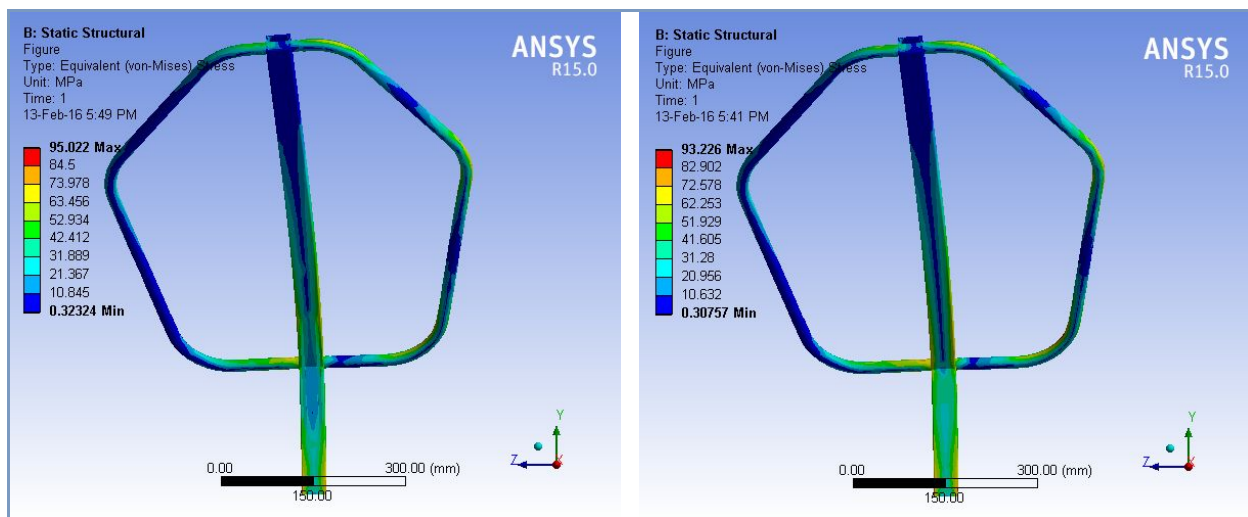 B: Static Structural
Figure
Type: Equivalent (von-Mises) Stress
Unit: MPa
Time: 1
13-Feb-16 5:49 PM
95.022 Max
84.5
73.978
63.456
52.934
42.412
31.889
21.367
10.845
0.32324 Min
ANSYS
R15.0
0.00
300.00 (mm)
150.00
Y
Z
X
B: Static Structural
Figure
Type: Equivalent (von-Mises) Stress
Unit: MPa
Time: 1
13-Feb-16 5:41 PM
93.226 Max
82.902
72.578
62.253
51.929
41.605
31.28
20.956
10.632
0.30757 Min
ANSYS
R15.0
0.00
300.00 (mm)
150.00
Y
Z
X